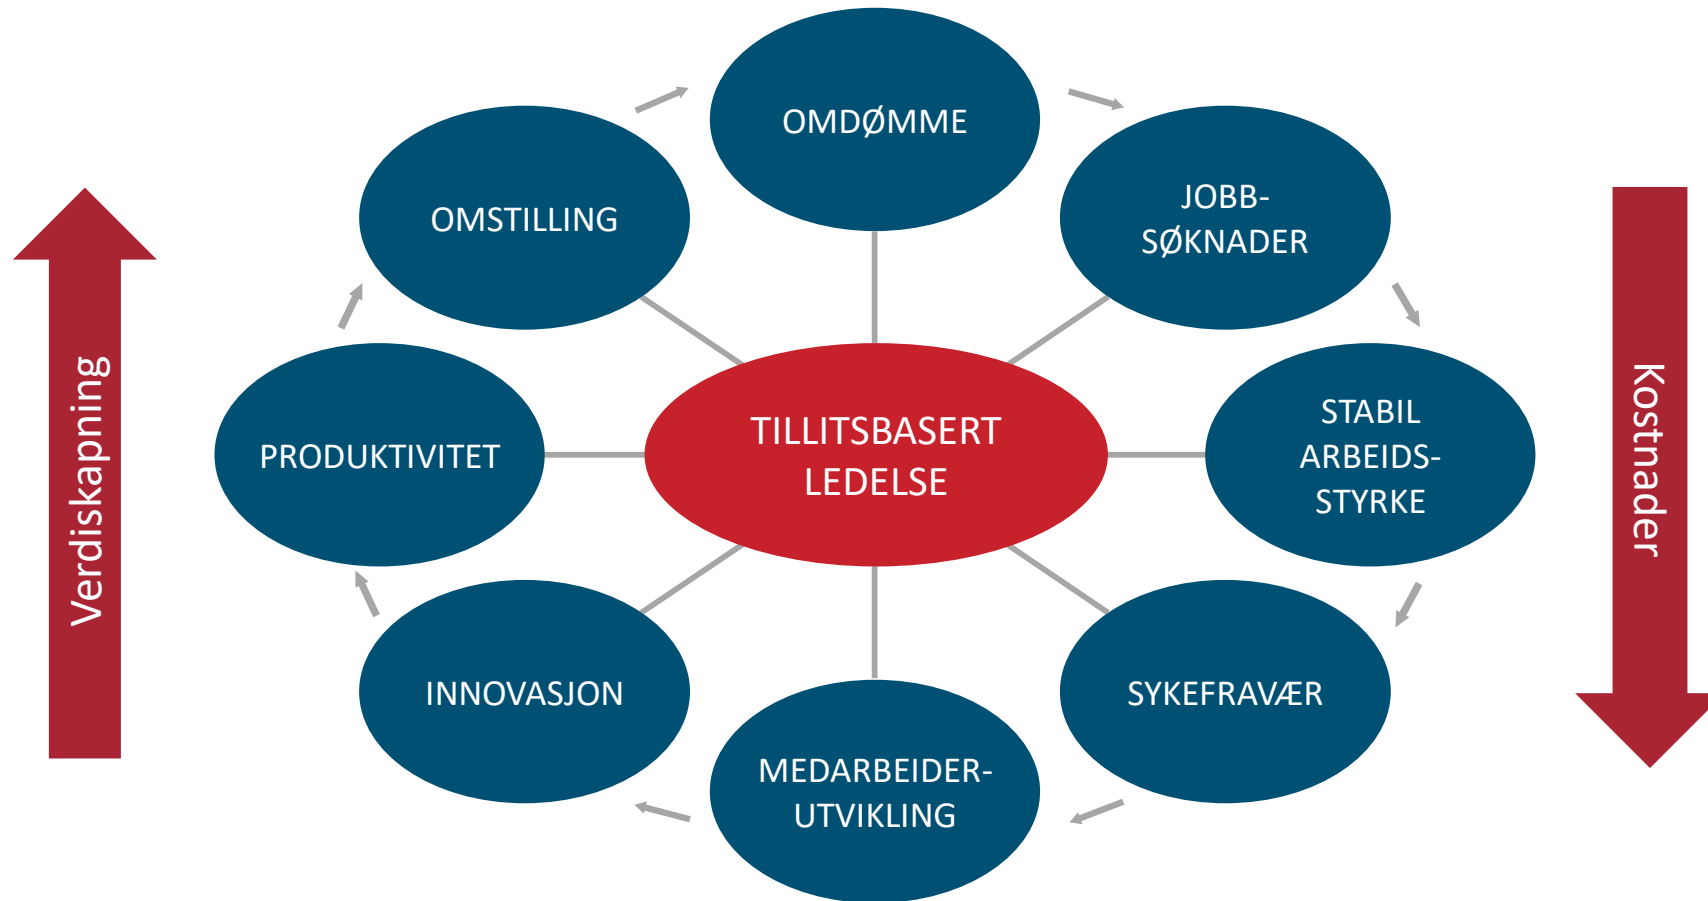 OMDØMME
JOBB-
SØKNADER
STABIL
ARBEIDS-
STYRKE
SYKEFRAVÆR
MEDARBEIDER-
UTVIKLING
INNOVASJON
PRODUKTIVITET
OMSTILLING
TILLITSBASERT
LEDELSE
Verdiskapning
Kostnader